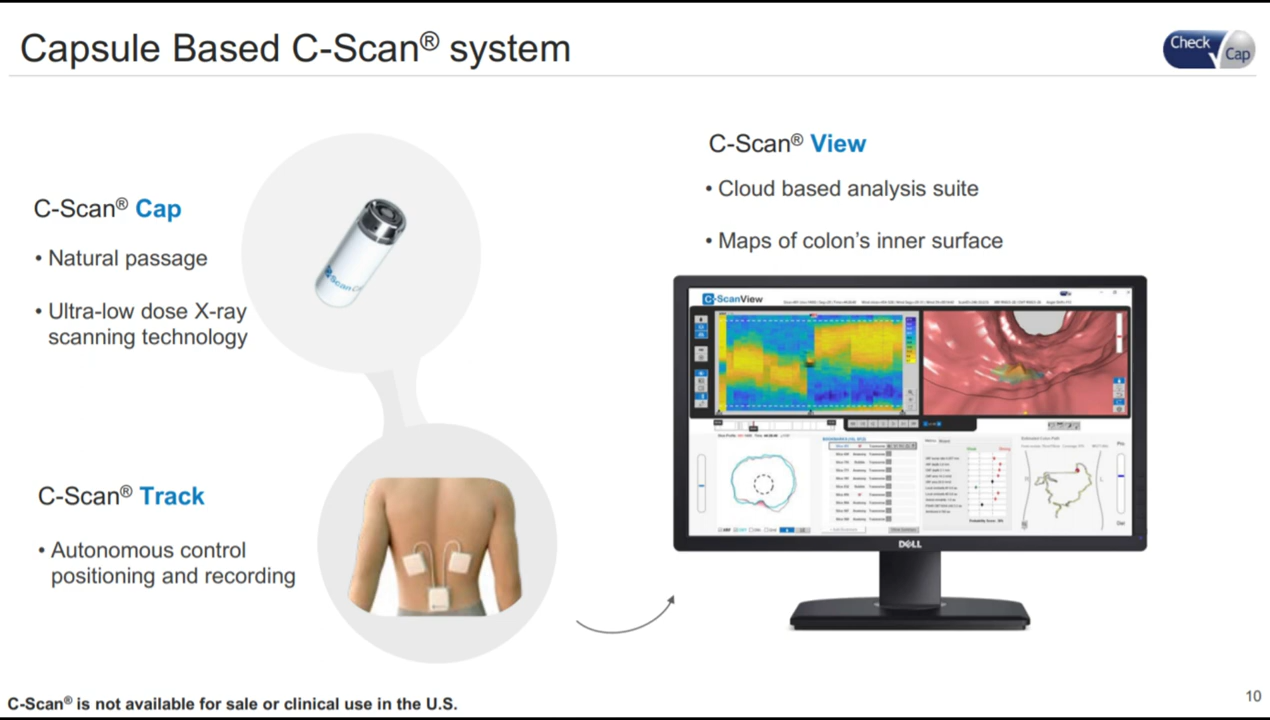 Capsule Based C-Scan® system
Check
Cap
C-Scan® Cap
• Natural passage
• Ultra-low dose X-ray
scanning technology
C-Scan® Track
• Autonomous control
positioning and recording
C-Scan® View
• Cloud based analysis suite
• Maps of colon's inner surface
C-ScanView
DELL
C-Scan® is not available for sale or clinical use in the U.S.
10